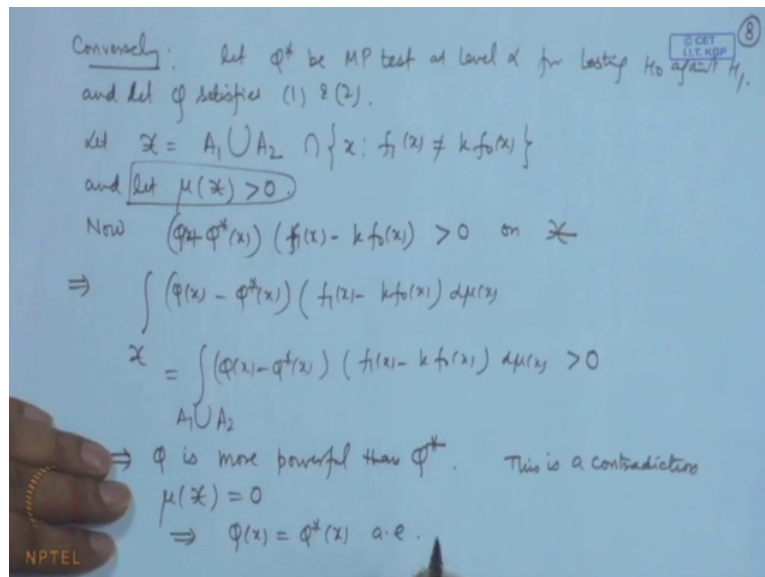 8
© CET
I.I.T. KGP
Conversely: Let φ* be MP test at level α for testing H₀ against H₁.
and let φ satisfies (1) & (2).
Let 𝒳 = A₁ ∪ A₂ ∩ {x: f₁(x) ≠ k f₀(x)}
and let μ(𝒳) > 0.
Now (φ(x) - φ*(x)) (f₁(x) - k f₀(x)) > 0 on 𝒳
⇒ ∫ (φ(x) - φ*(x)) (f₁(x) - k f₀(x)) dμ(x)
𝒳
= ∫ (φ(x) - φ*(x)) (f₁(x) - k f₀(x)) dμ(x) > 0
A₁ ∪ A₂
⇒ φ is more powerful than φ*. This is a contradiction
μ(𝒳) = 0
⇒ φ(x) = φ*(x) a.e.
NPTEL